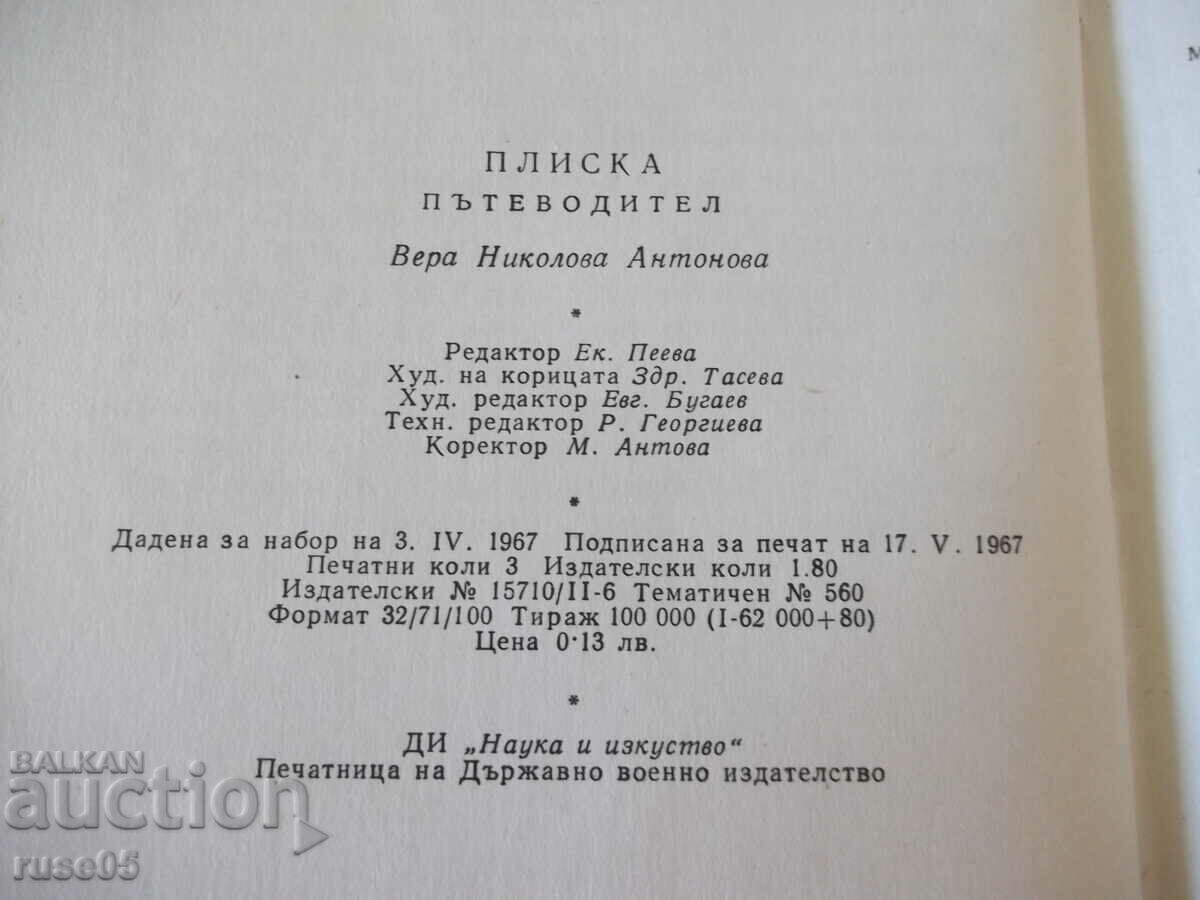 ПЛИСКА
ПЪТЕВОДИТЕЛ
Вера Николова Антонова
*
Редактор Ек. Пеева
Худ. на корицата Здр. Тасева
Худ. редактор Евг. Бугаев
Техн. редактор Р. Георгиева
Коректор М. Антова
*
Дадена за набор на 3. IV. 1967 Подписана за печат на 17. V. 1967
Печатни коли 3 Издателски коли 1.80
Издателски № 15710/II-6 Тематичен № 560
Формат 32/71/100 Тираж 100 000 (I-62 000+80)
Цена 0·13 лв.
*
ДИ „Наука и изкуство“
Печатница на Държавно военно издателство
BALKAN
auction
ruse05